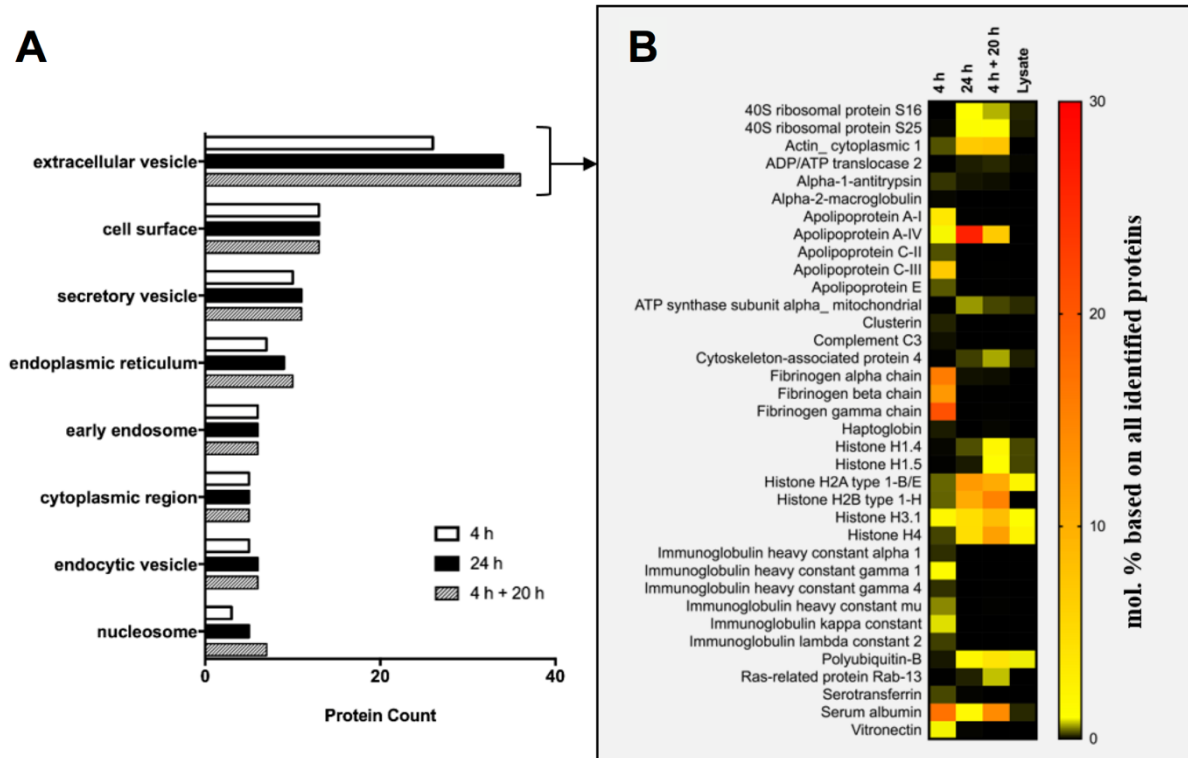 A
extracellular vesicle
cell surface
secretory vesicle
endoplasmic reticulum
early endosome
cytoplasmic region
endocytic vesicle
nucleosome
4 h
24 h
4 h + 20 h
0
20
40
Protein Count
B
4 h
24 h
4 h + 20 h
Lysate
40S ribosomal protein S16
40S ribosomal protein S25
Actin_ cytoplasmic 1
ADP/ATP translocase 2
Alpha-1-antitrypsin
Alpha-2-macroglobulin
Apolipoprotein A-I
Apolipoprotein A-IV
Apolipoprotein C-II
Apolipoprotein C-III
Apolipoprotein E
ATP synthase subunit alpha_ mitochondrial
Clusterin
Complement C3
Cytoskeleton-associated protein 4
Fibrinogen alpha chain
Fibrinogen beta chain
Fibrinogen gamma chain
Haptoglobin
Histone H1.4
Histone H1.5
Histone H2A type 1-B/E
Histone H2B type 1-H
Histone H3.1
Histone H4
Immunoglobulin heavy constant alpha 1
Immunoglobulin heavy constant gamma 1
Immunoglobulin heavy constant gamma 4
Immunoglobulin heavy constant mu
Immunoglobulin kappa constant
Immunoglobulin lambda constant 2
Polyubiquitin-B
Ras-related protein Rab-13
Serotransferrin
Serum albumin
Vitronectin
30
20
10
0
mol. % based on all identified proteins